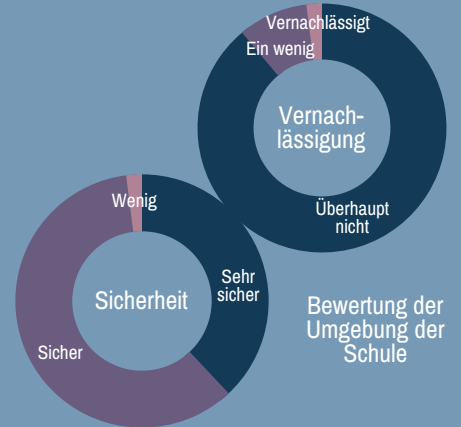 Vernachlässigt
Ein wenig
Vernach-
lässigung
Überhaupt
nicht
Wenig
Sehr
sicher
Sicherheit
Sicher
Bewertung der
Umgebung der
Schule